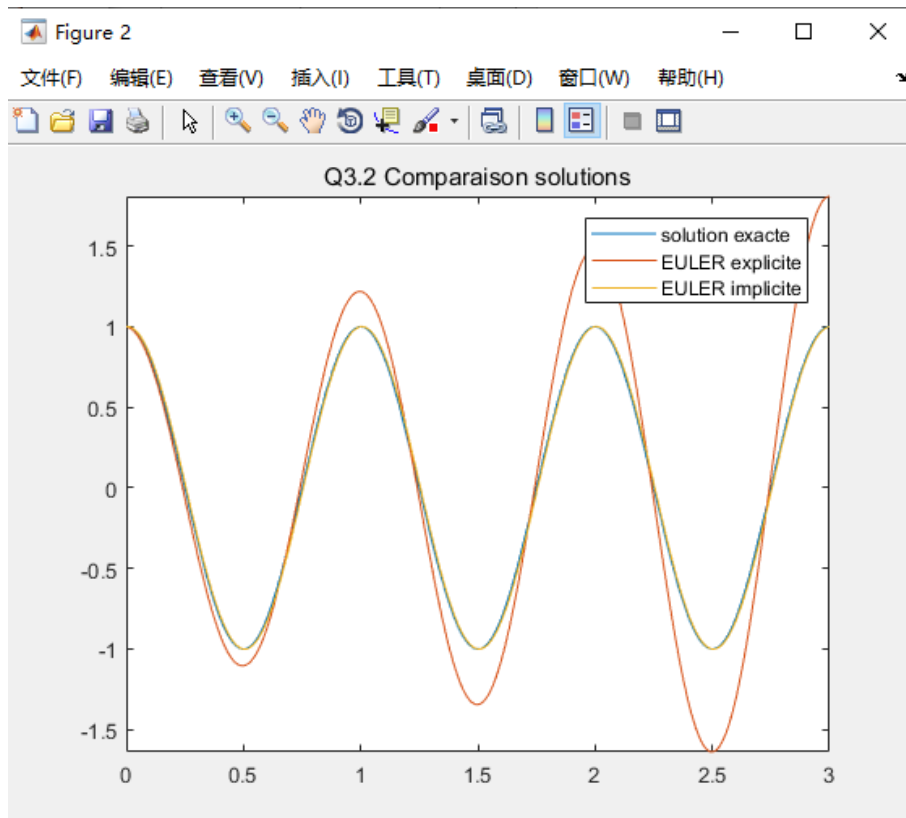 Figure 2
文件(F) 编辑(E) 查看(V) 插入(I) 工具(T) 桌面(D) 窗口(W) 帮助(H)
Q3.2 Comparaison solutions
solution exacte
EULER explicite
EULER implicite
1.5
1
0.5
0
-0.5
-1
-1.5
0 0.5 1 1.5 2 2.5 3